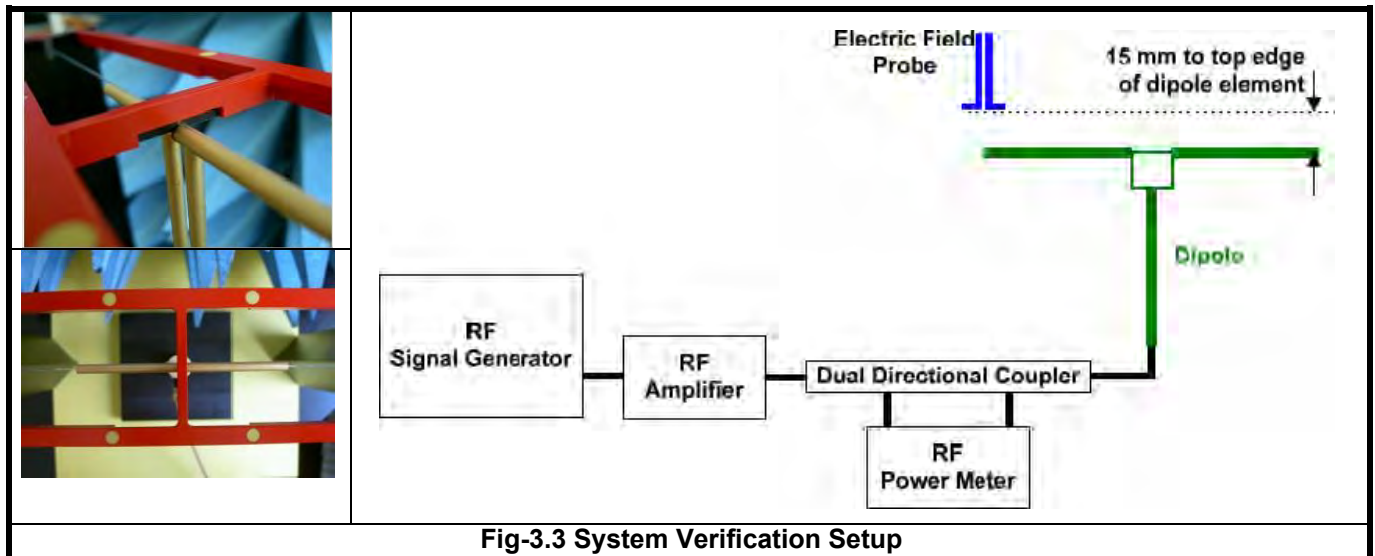 Electric Field
Probe
15 mm to top edge
of dipole element
Dipole
RF
Signal Generator
RF
Amplifier
Dual Directional Coupler
RF
Power Meter
Fig-3.3 System Verification Setup